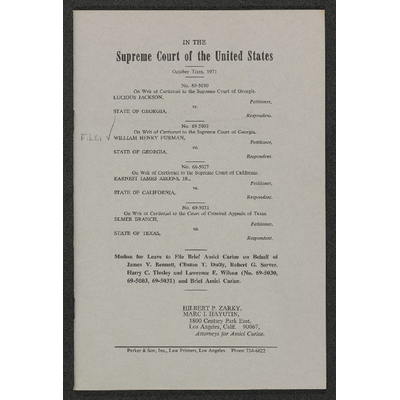 IN THE
Supreme Court of the United States
October Term, 1971
No. 69-5030
On Writ of Certiorari to the Supreme Court of Georgia.
LUCIOUS JACKSON,
Petitioner,
vs.
STATE OF GEORGIA,
Respondent.
No. 69-5003
On Writ of Certiorari to the Supreme Court of Georgia.
File ✓
WILLIAM HENRY FURMAN,
Petitioner,
vs.
STATE OF GEORGIA,
Respondent.
No. 68-5027
On Writ of Certiorari to the Supreme Court of California.
EARNEST JAMES AIKENS, JR.,
Petitioner,
vs.
STATE OF CALIFORNIA,
Respondent.
No. 69-5031
On Writ of Certiorari to the Court of Criminal Appeals of Texas.
ELMER BRANCH,
Petitioner,
vs.
STATE OF TEXAS,
Respondent.
Motion for Leave to File Brief Amici Curiae on Behalf of
James V. Bennett, Clinton T. Duffy, Robert G. Sarver,
Harry C. Tinsley and Lawrence E. Wilson (No. 69-5030,
69-5003, 69-5031) and Brief Amici Curiae.
HILBERT P. ZARKY,
MARC I. HAYUTIN,
1800 Century Park East,
Los Angeles, Calif. 90067,
Attorneys for Amici Curiae.
Parker & Son, Inc., Law Printers, Los Angeles Phone 724-6622